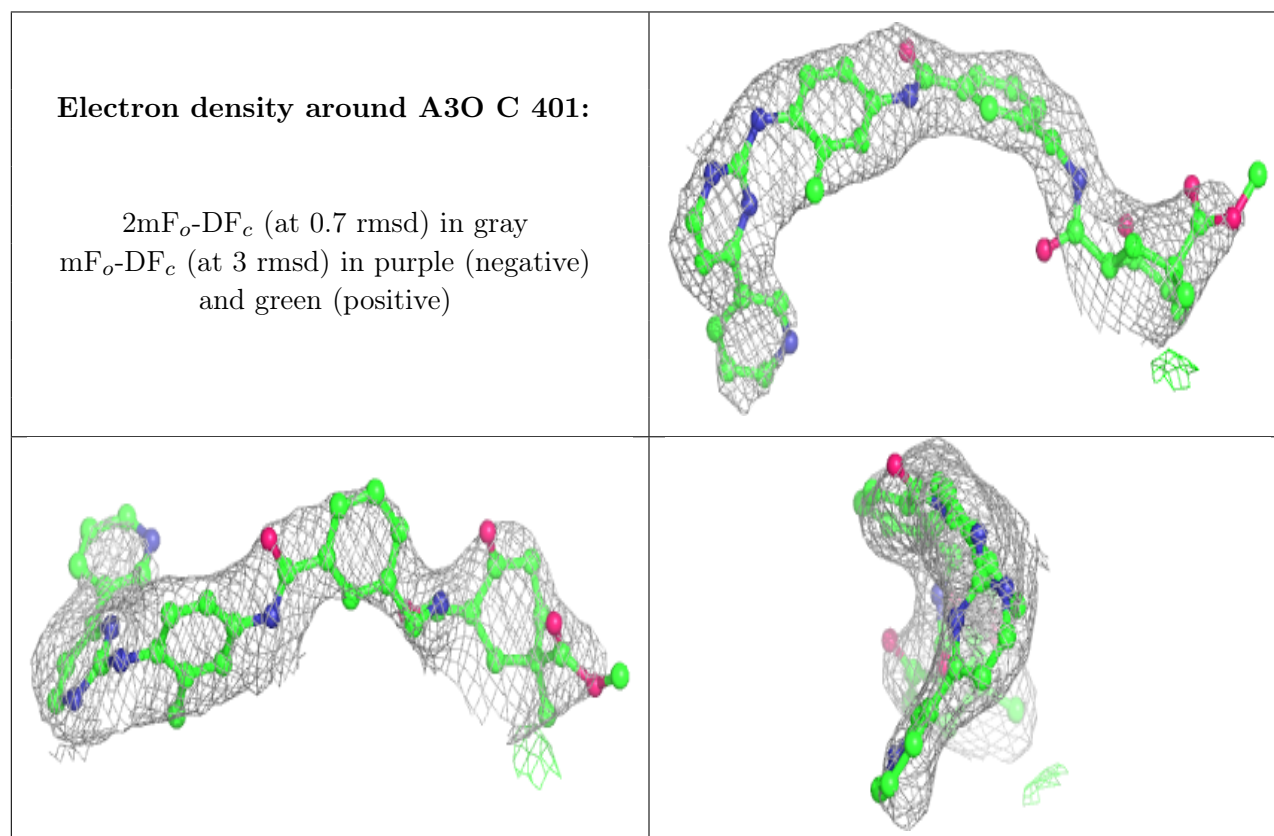 Electron density around A3O C 401:
2mFo-DFc (at 0.7 rmsd) in gray
mFo-DFc (at 3 rmsd) in purple (negative)
and green (positive)